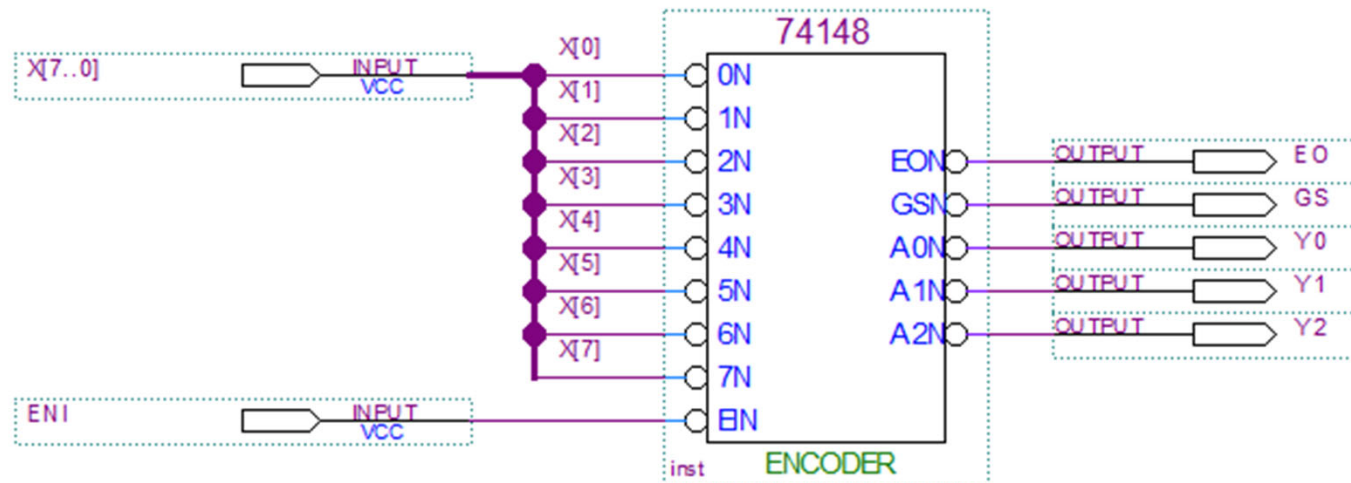 74148
X[7..0]
INPUT
VCC
X[0]
X[1]
X[2]
X[3]
X[4]
X[5]
X[6]
X[7]
0N
1N
2N
3N
4N
5N
6N
7N
EIN
EON
GSN
A0N
A1N
A2N
OUTPUT
EO
OUTPUT
GS
OUTPUT
Y0
OUTPUT
Y1
OUTPUT
Y2
ENI
INPUT
VCC
inst
ENCODER